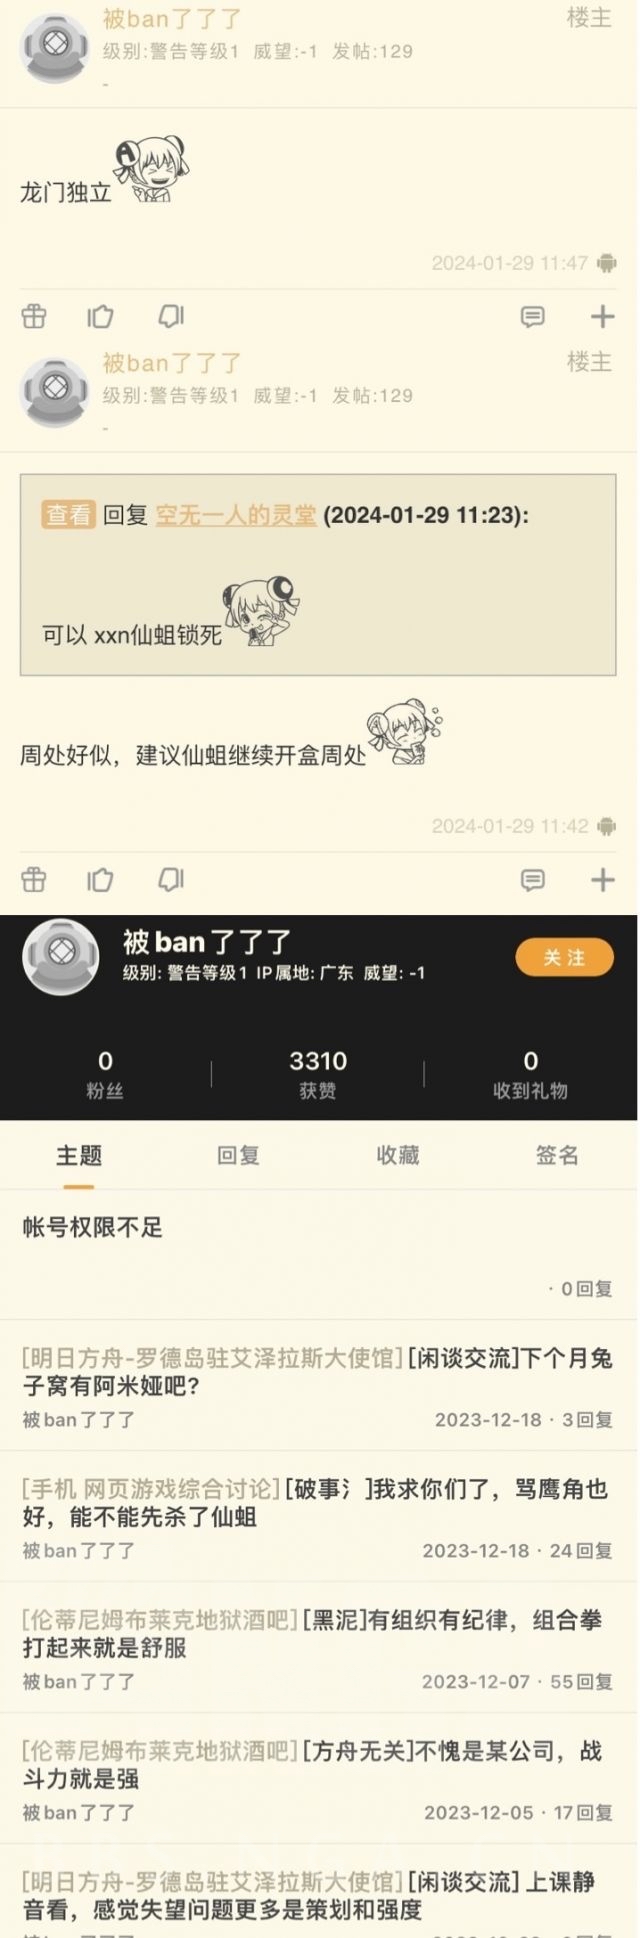 被ban了了了
楼主
级别:警告等级1 威望:-1 发帖:129
-
龙门独立
2024-01-29 11:47
被ban了了了
楼主
级别:警告等级1 威望:-1 发帖:129
-
查看 回复 空无一人的灵堂 (2024-01-29 11:23):
可以 xxn仙蛆锁死
周处好似，建议仙蛆继续开盒周处
2024-01-29 11:42
被ban了了了
级别: 警告等级1 IP属地: 广东 威望: -1
关注
0
3310
0
粉丝
获赞
收到礼物
主题
回复
收藏
签名
帐号权限不足
· 0回复
[明日方舟-罗德岛驻艾泽拉斯大使馆][闲谈交流]下个月兔
子窝有阿米娅吧?
被ban了了了
2023-12-18 · 3回复
[手机 网页游戏综合讨论][破事氵]我求你们了，骂鹰角也
好，能不能先杀了仙蛆
被ban了了了
2023-12-18 · 24回复
[伦蒂尼姆布莱克地狱酒吧][黑泥]有组织有纪律，组合拳
打起来就是舒服
被ban了了了
2023-12-07 · 55回复
[伦蒂尼姆布莱克地狱酒吧][方舟无关]不愧是某公司，战
斗力就是强
被ban了了了
2023-12-05 · 17回复
[明日方舟-罗德岛驻艾泽拉斯大使馆][闲谈交流] 上课静
音看，感觉失望问题更多是策划和强度